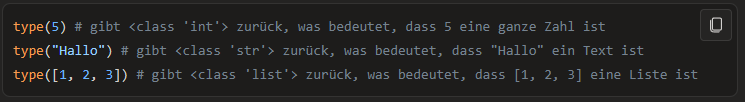 type(5) # gibt <class 'int'> zurück, was bedeutet, dass 5 eine ganze Zahl ist
type("Hallo") # gibt <class 'str'> zurück, was bedeutet, dass "Hallo" ein Text ist
type([1, 2, 3]) # gibt <class 'list'> zurück, was bedeutet, dass [1, 2, 3] eine Liste ist